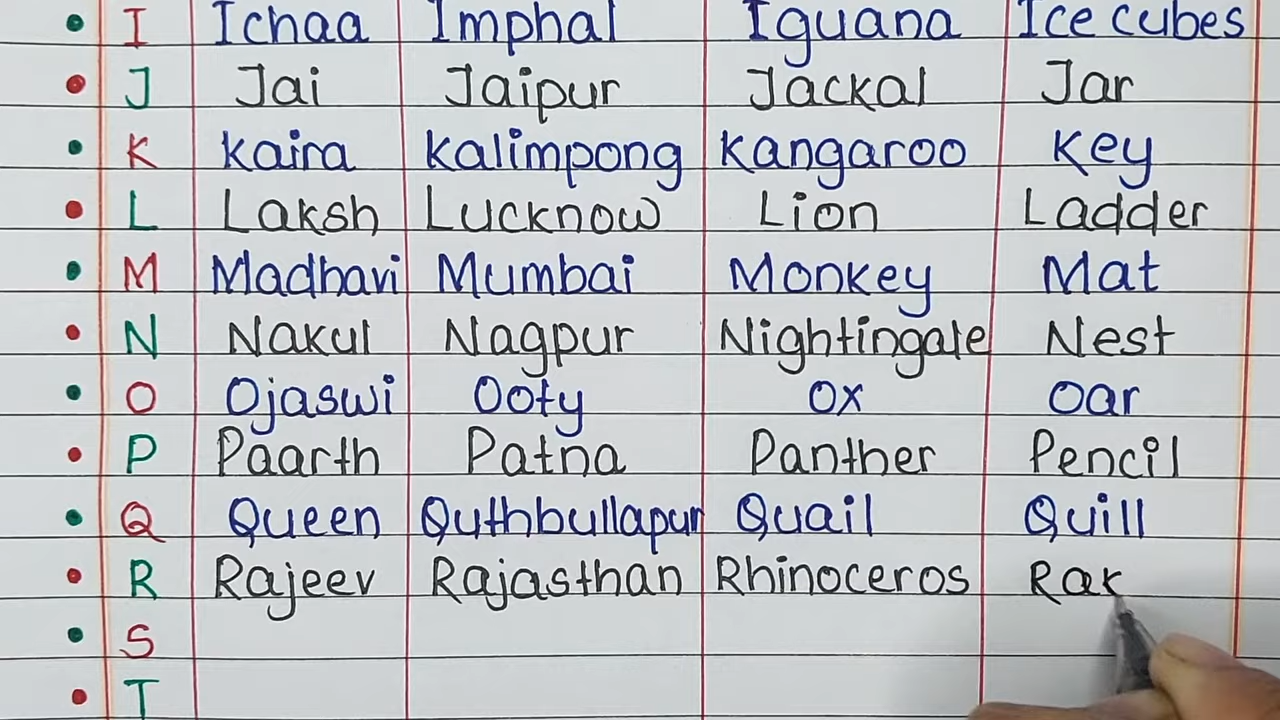 I Ichaa Imphal Iguana Ice cubes
J Jai Jaipur Jackal Jar
K Kaira Kalimpong Kangaroo Key
L Laksh Lucknow Lion Ladder
M Madhavi Mumbai Monkey Mat
N Nakul Nagpur Nightingale Nest
O Ojaswi Ooty Ox Oar
P Paarth Patna Panther Pencil
Q Queen Quthbullapur Quail Quill
R Rajeev Rajasthan Rhinoceros Rak
S
T